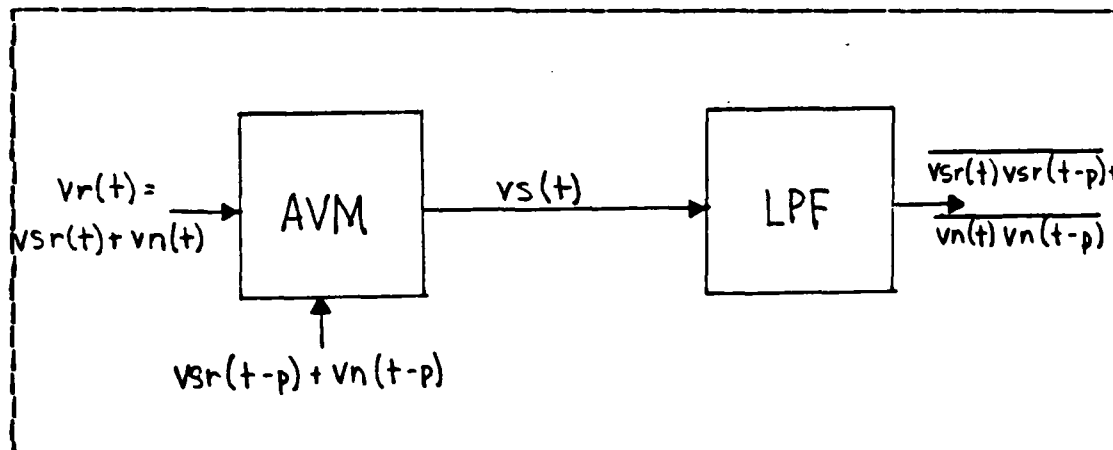 vr(t) =
vsr(t) + vn(t)
AVM
vsr(t-p) + vn(t-p)
vs(t)
LPF
vsr(t) vsr(t-p) +
vn(t) vn(t-p)